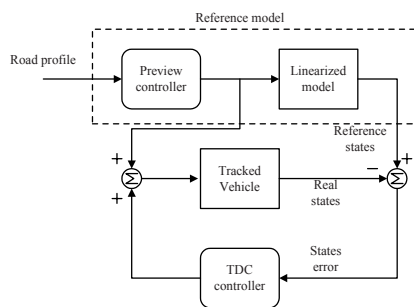 Reference model
Road profile
Preview
controller
Linearized
model
Reference
states
+
+
Σ
Tracked
Vehicle
Real
states
−
+
Σ
States
error
TDC
controller